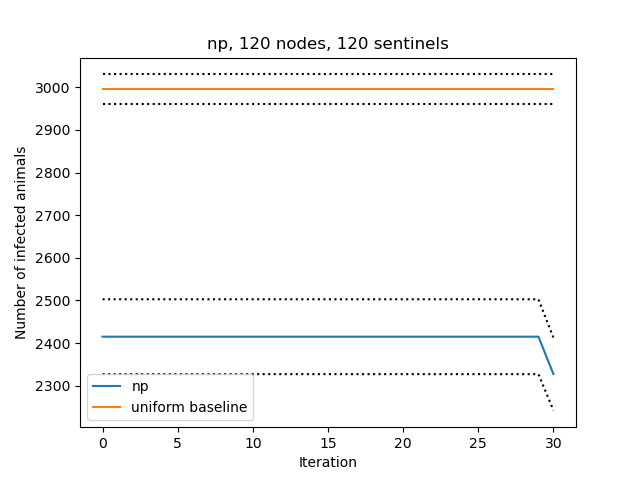 np, 120 nodes, 120 sentinels
Number of infected animals
3000
2900
2800
2700
2600
2500
2400
2300
np
uniform baseline
0 5 10 15 20 25 30
Iteration